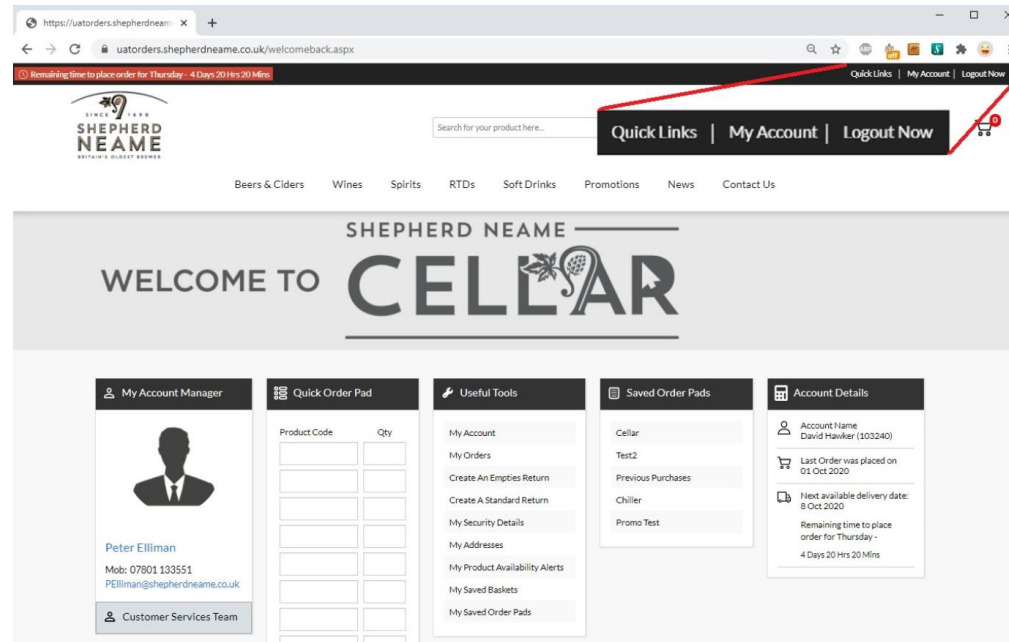 https://uatorders.shepherdneam
uatorders.shepherdneame.co.uk/welcomeback.aspx
Remaining time to place order for Thursday - 4 Days 20 Hrs 20 Mins
Quick Links | My Account | Logout Now
SINCE 1698
SHEPHERD
NEAME
BRITAIN'S OLDEST BREWER
Search for your product here...
Quick Links | My Account | Logout Now
0
Beers & Ciders Wines Spirits RTDs Soft Drinks Promotions News Contact Us
WELCOME TO
SHEPHERD NEAME
CELLAR
My Account Manager
Peter Elliman
Mob: 07801 133551
PElliman@shepherdneame.co.uk
Customer Services Team
Quick Order Pad
Product Code Qty
Useful Tools
My Account
My Orders
Create An Empties Return
Create A Standard Return
My Security Details
My Addresses
My Product Availability Alerts
My Saved Baskets
My Saved Order Pads
Saved Order Pads
Cellar
Test2
Previous Purchases
Chiller
Promo Test
Account Details
Account Name
David Hawker (103240)
Last Order was placed on
01 Oct 2020
Next available delivery date:
8 Oct 2020
Remaining time to place
order for Thursday -
4 Days 20 Hrs 20 Mins